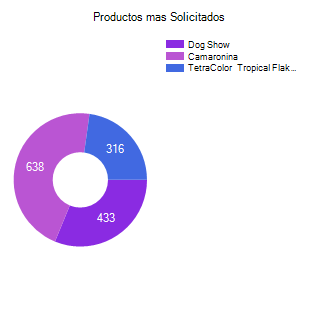 Productos mas Solicitados
Dog Show
Camaronina
TetraColor Tropical Flak...
316
638
433